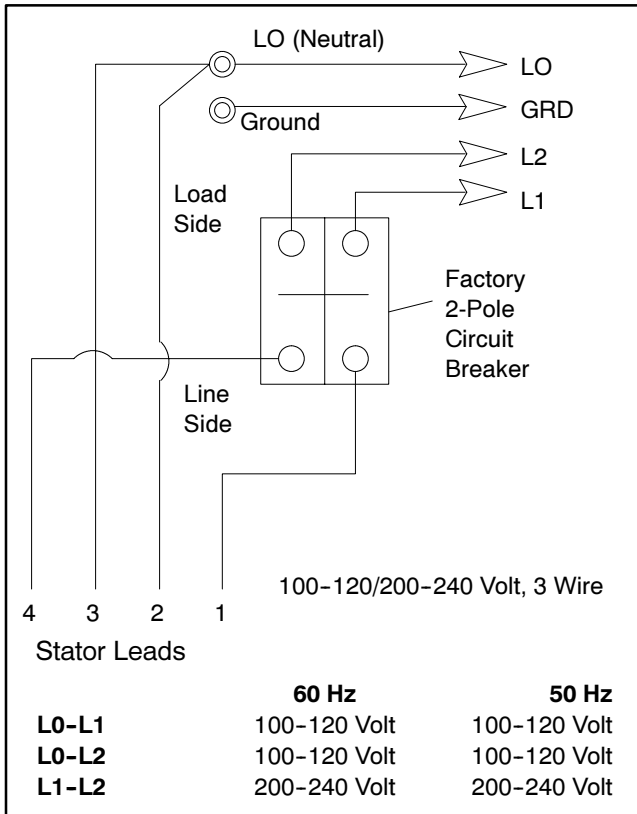 LO (Neutral)
LO
Ground
GRD
L2
L1
Load
Side
Factory
2-Pole
Circuit
Breaker
Line
Side
100-120/200-240 Volt, 3 Wire
4 3 2 1
Stator Leads
60 Hz 50 Hz
L0-L1 100-120 Volt 100-120 Volt
L0-L2 100-120 Volt 100-120 Volt
L1-L2 200-240 Volt 200-240 Volt